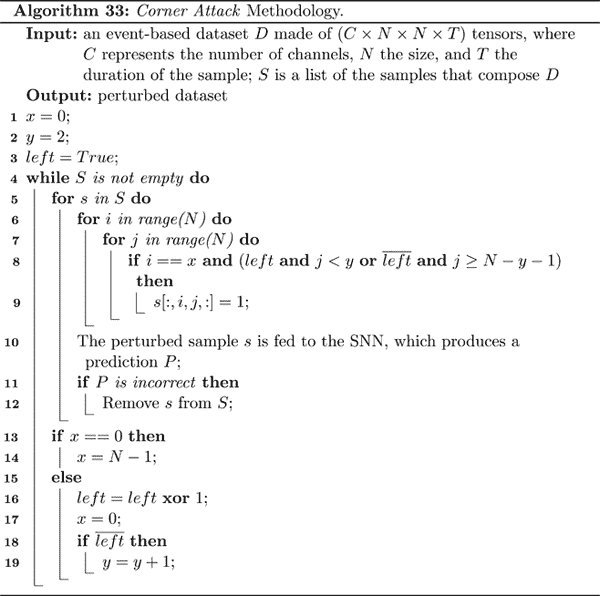 Algorithm 33: Corner Attack Methodology.
Input: an event-based dataset D made of (C × N × N × T) tensors, where
C represents the number of channels, N the size, and T the
duration of the sample; S is a list of the samples that compose D
Output: perturbed dataset
1 x = 0;
2 y = 2;
3 left = True;
4 while S is not empty do
5 for s in S do
6 for i in range(N) do
7 for j in range(N) do
8 if i == x and (left and j < y or \overline{left} and j ≥ N − y − 1)
then
9 s[:, i, j, :] = 1;
10 The perturbed sample s is fed to the SNN, which produces a
prediction P;
11 if P is incorrect then
12 Remove s from S;
13 if x == 0 then
14 x = N − 1;
15 else
16 left = left xor 1;
17 x = 0;
18 if \overline{left} then
19 y = y + 1;